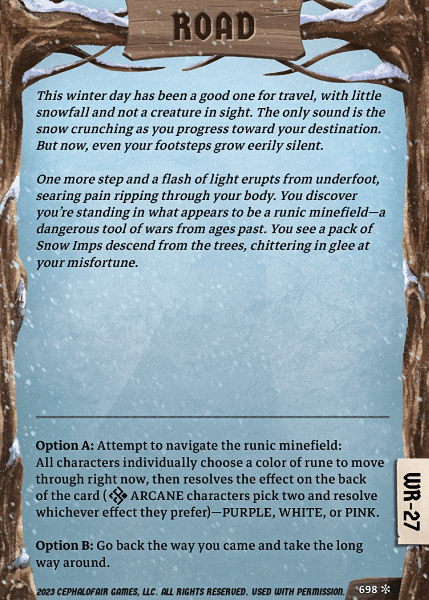 ROAD
This winter day has been a good one for travel, with little
snowfall and not a creature in sight. The only sound is the
snow crunching as you progress toward your destination.
But now, even your footsteps grow eerily silent.
One more step and a flash of light erupts from underfoot,
searing pain ripping through your body. You discover
you're standing in what appears to be a runic minefield—a
dangerous tool of wars from ages past. You see a pack of
Snow Imps descend from the trees, chittering in glee at
your misfortune.
Option A: Attempt to navigate the runic minefield:
All characters individually choose a color of rune to move
through right now, then resolves the effect on the back
of the card ( ARCANE characters pick two and resolve
whichever effect they prefer)—PURPLE, WHITE, or PINK.
Option B: Go back the way you came and take the long
way around.
WR-27
2023 CEPHALOFAIR GAMES, LLC. ALL RIGHTS RESERVED. USED WITH PERMISSION.
698